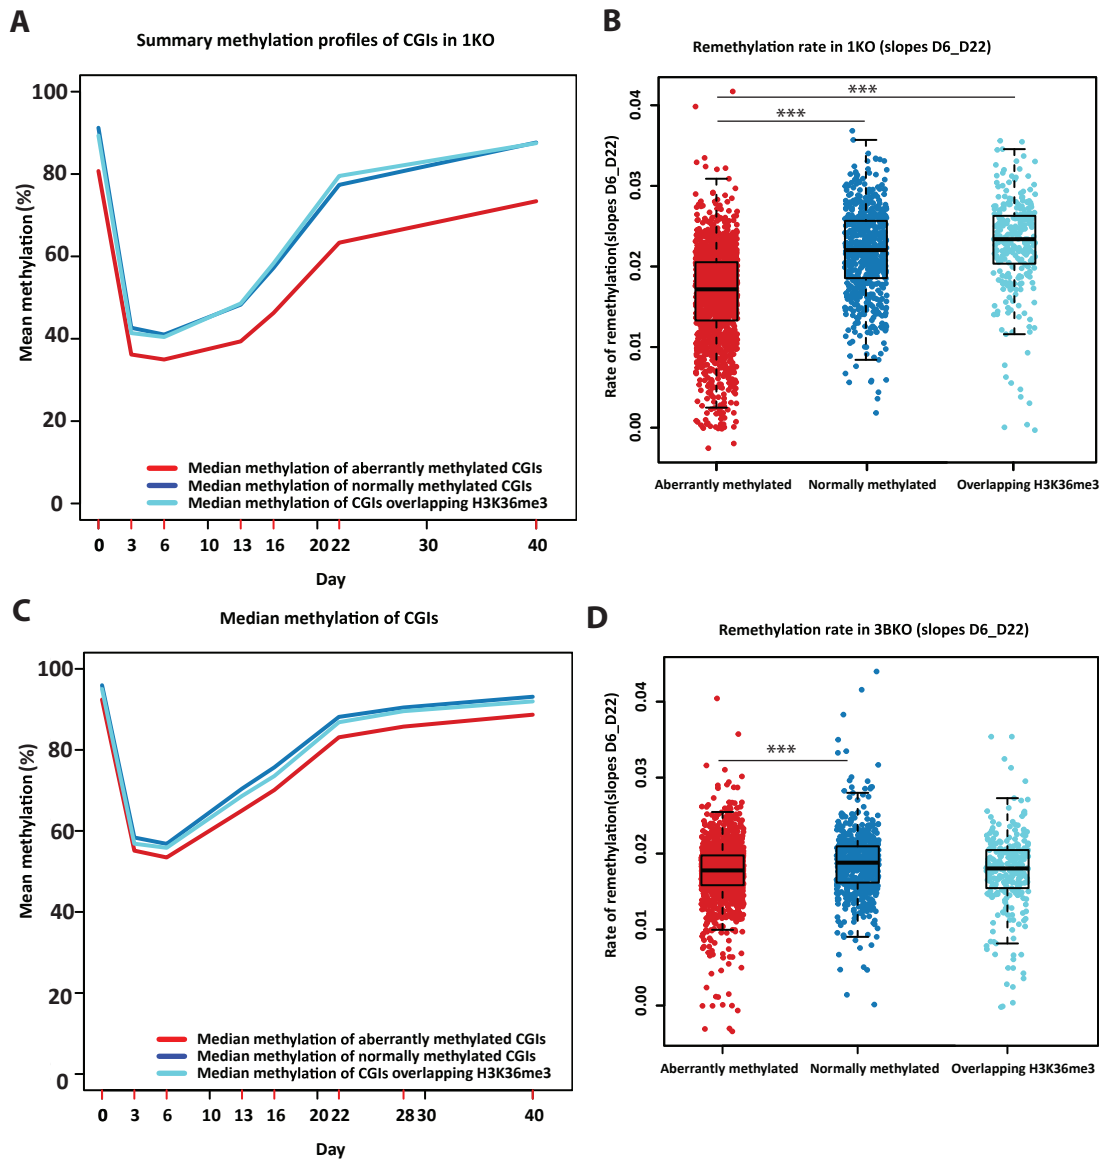 A
Summary methylation profiles of CGIs in 1KO
Mean methylation (%)
100
80
60
40
20
0
Median methylation of aberrantly methylated CGIs
Median methylation of normally methylated CGIs
Median methylation of CGIs overlapping H3K36me3
0 3 6 10 13 16 20 22 30 40
Day
B
Remethylation rate in 1KO (slopes D6_D22)
Rate of remethylation(slopes D6_D22)
0.04
0.03
0.02
0.01
0.00
***
***
Aberrantly methylated Normally methylated Overlapping H3K36me3
C
Median methylation of CGIs
Mean methylation (%)
100
80
60
40
20
0
Median methylation of aberrantly methylated CGIs
Median methylation of normally methylated CGIs
Median methylation of CGIs overlapping H3K36me3
0 3 6 10 13 16 20 22 28 30 40
Day
D
Remethylation rate in 3BKO (slopes D6_D22)
Rate of remethylation(slopes D6_D22)
0.04
0.03
0.02
0.01
0.00
***
Aberrantly methylated Normally methylated Overlapping H3K36me3